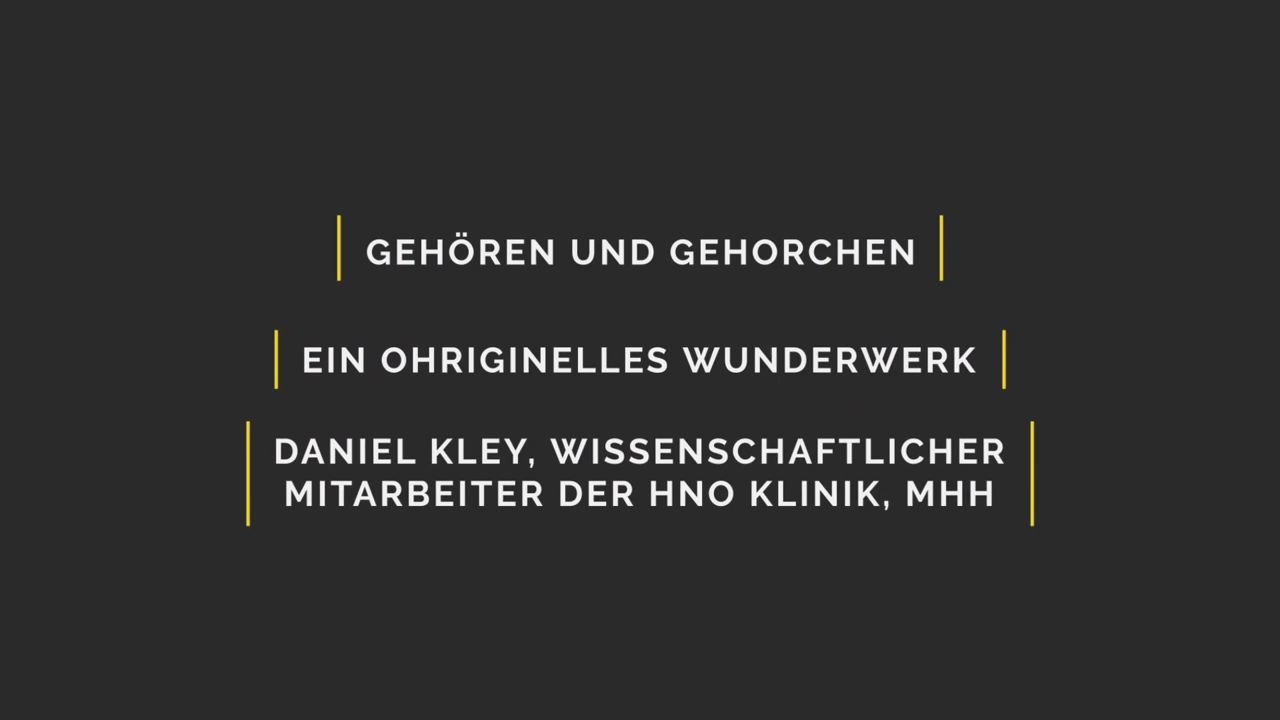 GEHÖREN UND GEHORCHEN
EIN OHRIGINELLES WUNDERWERK
DANIEL KLEY, WISSENSCHAFTLICHER
MITARBEITER DER HNO KLINIK, MHH